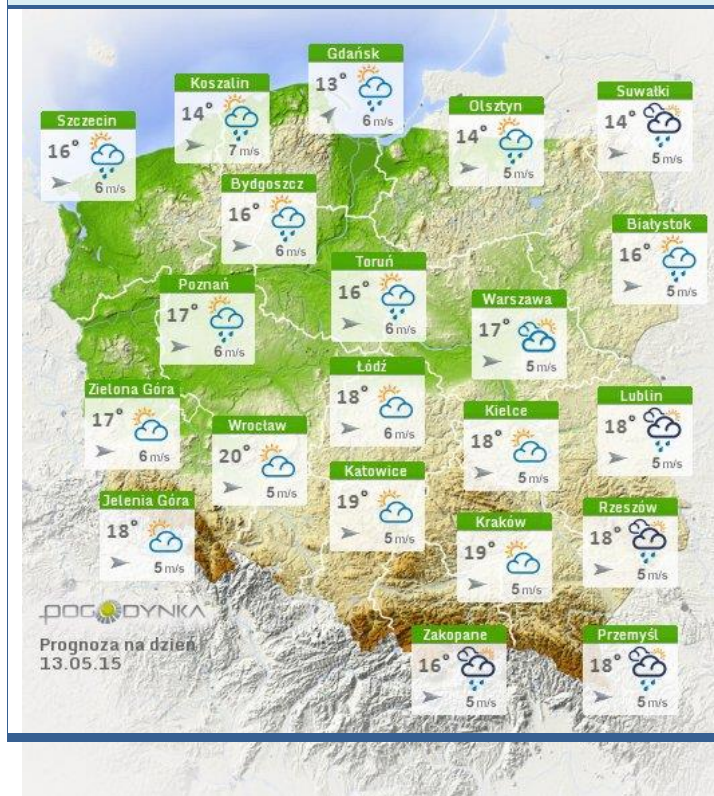 Gdańsk
13°
6 m/s
Koszalin
14°
7 m/s
Suwałki
14°
5 m/s
Olsztyn
14°
5 m/s
Szczecin
16°
6 m/s
Bydgoszcz
16°
6 m/s
Białystok
16°
5 m/s
Toruń
16°
6 m/s
Poznań
17°
6 m/s
Warszawa
17°
5 m/s
Łódź
18°
6 m/s
Zielona Góra
17°
6 m/s
Lublin
18°
5 m/s
Kielce
18°
5 m/s
Wrocław
20°
5 m/s
Katowice
19°
5 m/s
Jelenia Góra
18°
5 m/s
Rzeszów
18°
5 m/s
Kraków
19°
5 m/s
POGODYNKA
Prognoza na dzień
13.05.15
Zakopane
16°
5 m/s
Przemyśl
18°
5 m/s